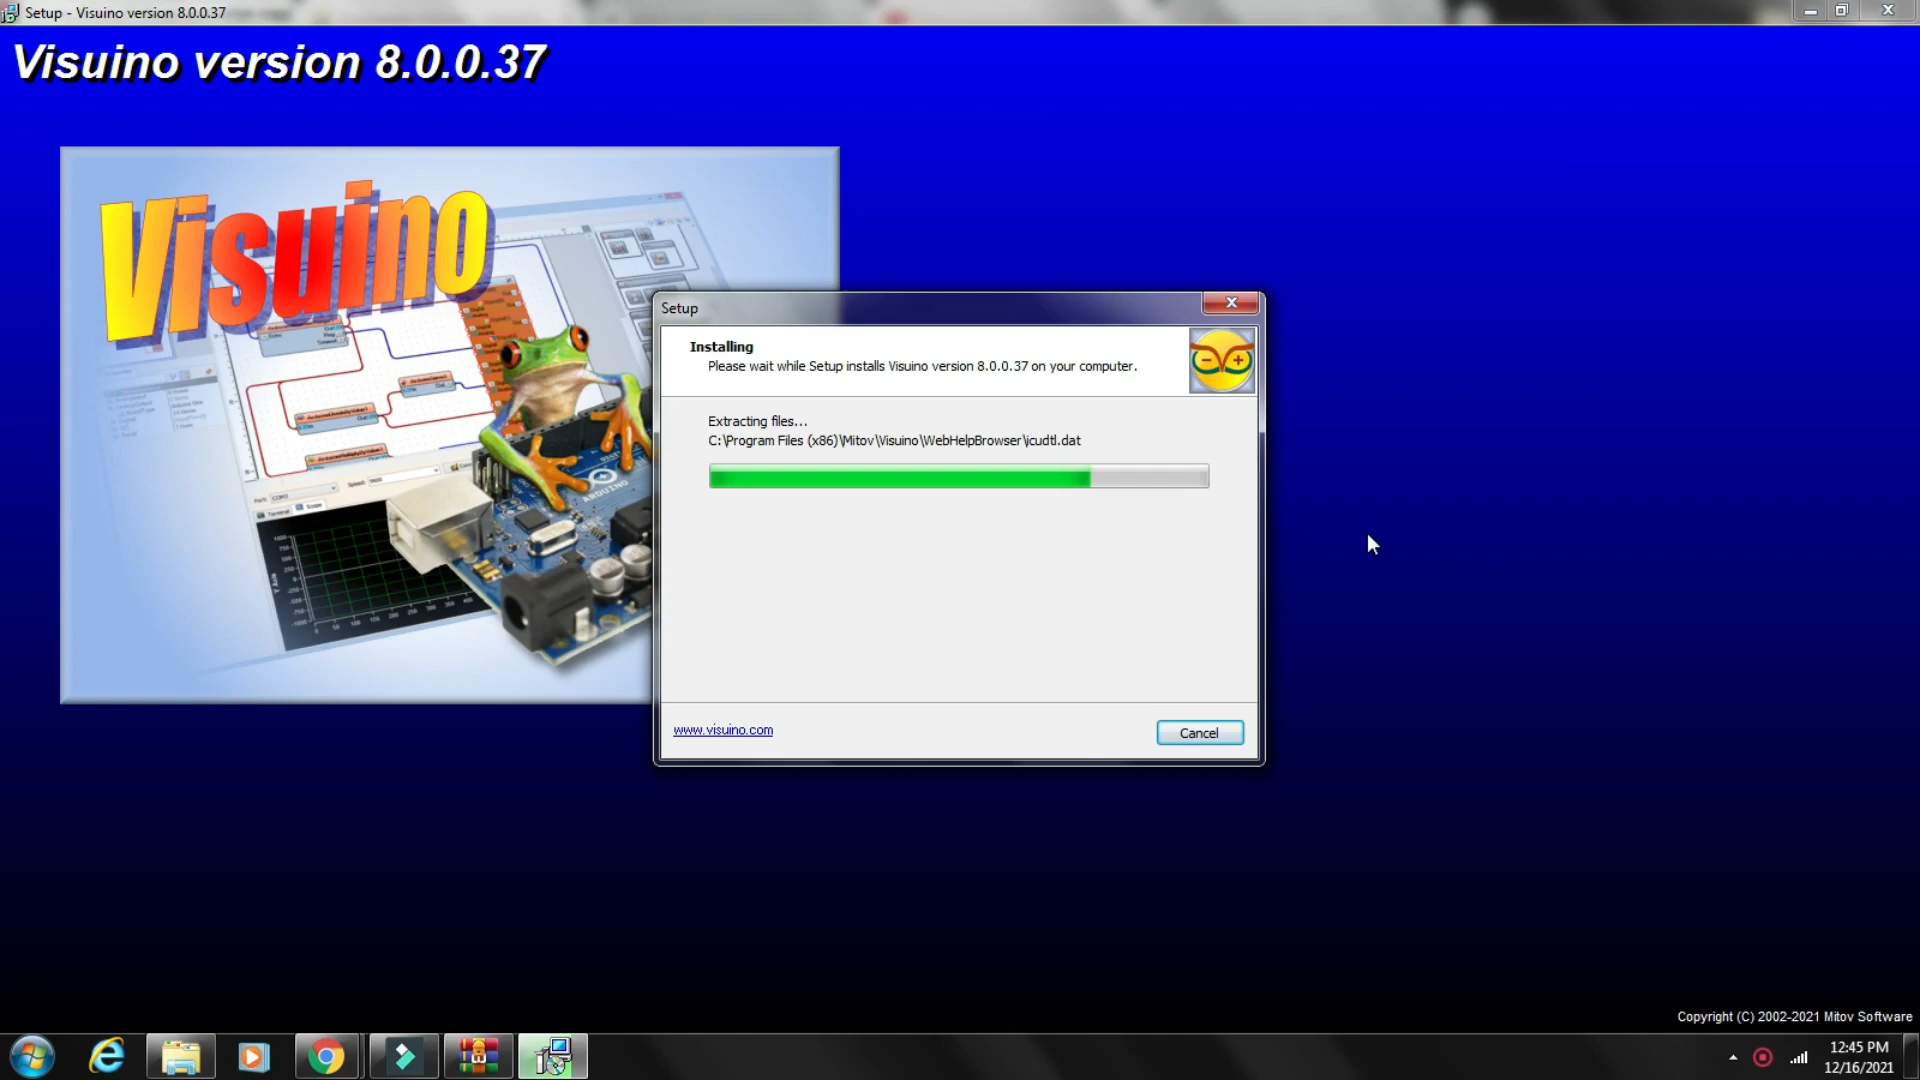 Setup - Visuino version 8.0.0.37
Visuino version 8.0.0.37
Visuino
Setup
Installing
Please wait while Setup installs Visuino version 8.0.0.37 on your computer.
Extracting files...
C:\Program Files (x86)\Mitov\Visuino\WebHelpBrowser\icudtl.dat
ARDUINO
www.visuino.com
Cancel
Copyright (C) 2002-2021 Mitov Software
12:45 PM
12/16/2021